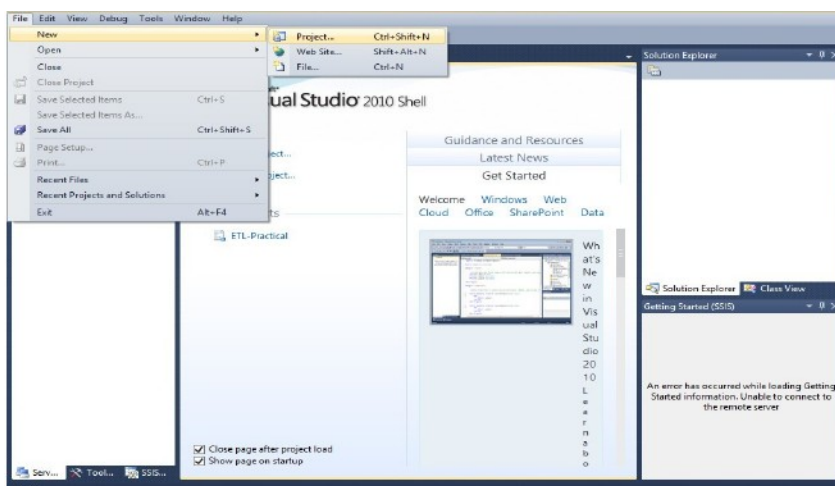 File Edit View Debug Tools Window Help
New
Open
Close
Close Project
Save Selected Items Ctrl+S
Save Selected Items As...
Save All Ctrl+Shift+S
Page Setup...
Print... Ctrl+P
Recent Files
Recent Projects and Solutions
Exit Alt+F4
Project... Ctrl+Shift+N
Web Site... Shift+Alt+N
File... Ctrl+N
ual Studio 2010 Shell
ject...
oject...
ts
ETL-Practical
Close page after project load
Show page on startup
Guidance and Resources
Latest News
Get Started
Welcome Windows Web
Cloud Office SharePoint Data
Wh
at's
Ne
w
in
Vis
ual
Stu
dio
20
10
L
e
a
r
n
a
b
o
Solution Explorer
Solution Explorer Class View
Getting Started (SSIS)
An error has occurred while loading Getting
Started information. Unable to connect to
the remote server
Serv... Tool... SSIS...